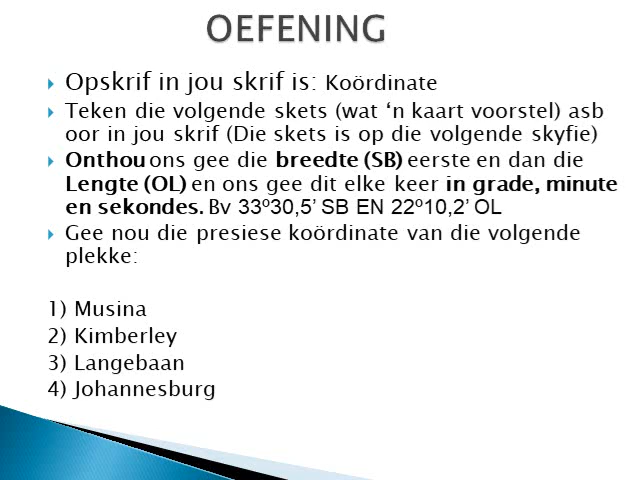 OEFENING
Opskrif in jou skrif is: Koördinate
Teken die volgende skets (wat ‘n kaart voorstel) asb
oor in jou skrif (Die skets is op die volgende skyfie)
Onthou ons gee die breedte (SB) eerste en dan die
Lengte (OL) en ons gee dit elke keer in grade, minute
en sekondes. Bv 33º30,5’ SB EN 22º10,2’ OL
Gee nou die presiese koördinate van die volgende
plekke:
1) Musina
2) Kimberley
3) Langebaan
4) Johannesburg